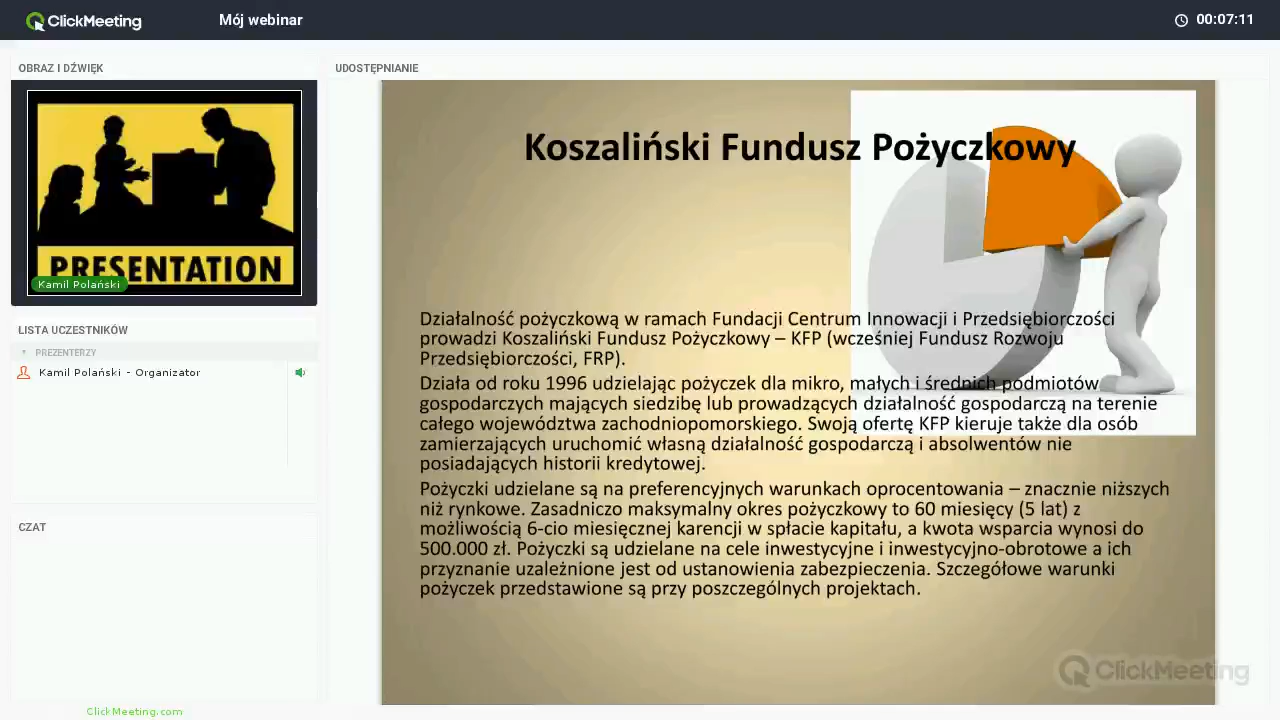 ClickMeeting
Mój webinar
00:07:11
OBRAZ I DŹWIĘK
PRESENTATION
Kamil Polański
LISTA UCZESTNIKÓW
PREZENTERZY
Kamil Polański - Organizator
CZAT
ClickMeeting.com
UDOSTĘPNIANIE
Koszaliński Fundusz Pożyczkowy
Działalność pożyczkową w ramach Fundacji Centrum Innowacji i Przedsiębiorczości
prowadzi Koszaliński Fundusz Pożyczkowy – KFP (wcześniej Fundusz Rozwoju
Przedsiębiorczości, FRP).
Działa od roku 1996 udzielając pożyczek dla mikro, małych i średnich podmiotów
gospodarczych mających siedzibę lub prowadzących działalność gospodarczą na terenie
całego województwa zachodniopomorskiego. Swoją ofertę KFP kieruje także dla osób
zamierzających uruchomić własną działalność gospodarczą i absolwentów nie
posiadających historii kredytowej.
Pożyczki udzielane są na preferencyjnych warunkach oprocentowania – znacznie niższych
niż rynkowe. Zasadniczo maksymalny okres pożyczkowy to 60 miesięcy (5 lat) z
możliwością 6-cio miesięcznej karencji w spłacie kapitału, a kwota wsparcia wynosi do
500.000 zł. Pożyczki są udzielane na cele inwestycyjne i inwestycyjno-obrotowe a ich
przyznanie uzależnione jest od ustanowienia zabezpieczenia. Szczegółowe warunki
pożyczek przedstawione są przy poszczególnych projektach.
ClickMeeting